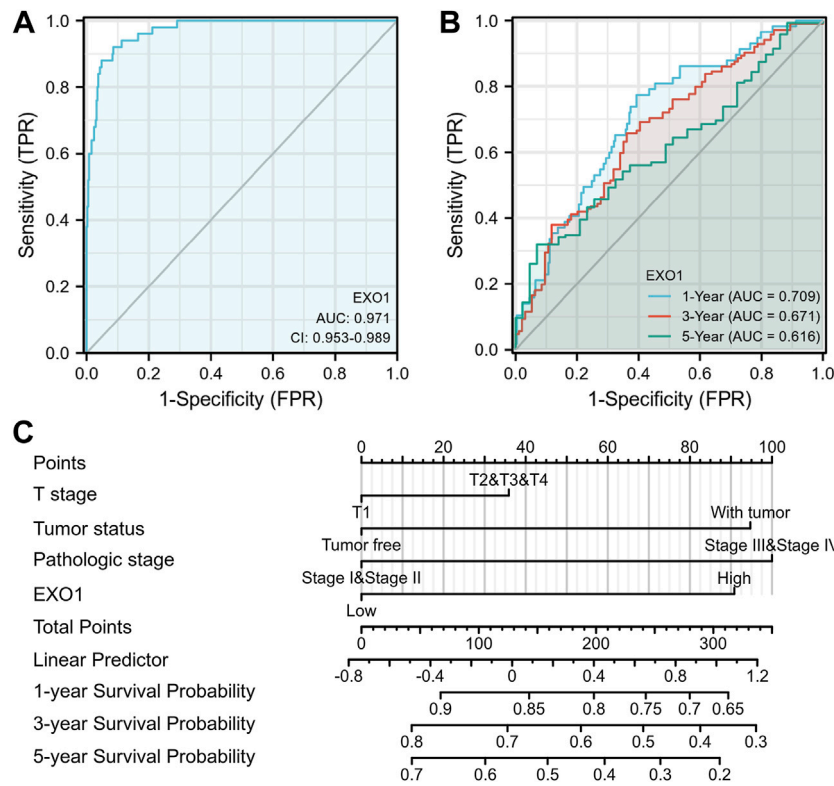 A
1.0
0.8
0.6
0.4
0.2
0.0
Sensitivity (TPR)
EXO1
AUC: 0.971
CI: 0.953-0.989
0.0 0.2 0.4 0.6 0.8 1.0
1-Specificity (FPR)
B
1.0
0.8
0.6
0.4
0.2
0.0
Sensitivity (TPR)
EXO1
1-Year (AUC = 0.709)
3-Year (AUC = 0.671)
5-Year (AUC = 0.616)
0.0 0.2 0.4 0.6 0.8 1.0
1-Specificity (FPR)
C
0 20 40 60 80 100
Points
T2&T3&T4
T stage
T1 With tumor
Tumor status
Tumor free Stage III&Stage IV
Pathologic stage
Stage I&Stage II High
EXO1
Low
Total Points
0 100 200 300
Linear Predictor
-0.8 -0.4 0 0.4 0.8 1.2
1-year Survival Probability
0.9 0.85 0.8 0.75 0.7 0.65
3-year Survival Probability
0.8 0.7 0.6 0.5 0.4 0.3
5-year Survival Probability
0.7 0.6 0.5 0.4 0.3 0.2